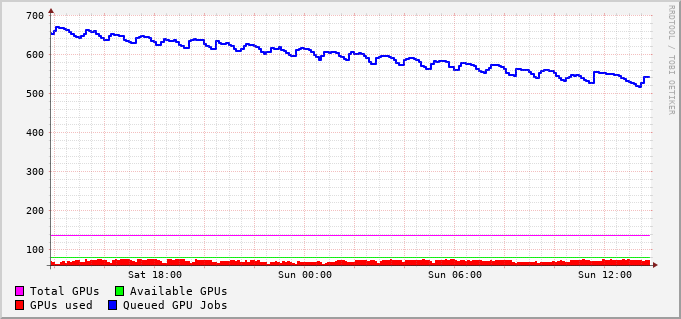 700
600
500
400
300
200
100
Sat 18:00 Sun 00:00 Sun 06:00 Sun 12:00
Total GPUs Available GPUs
GPUs used Queued GPU Jobs
RRDTOOL / TOBI OETIKER